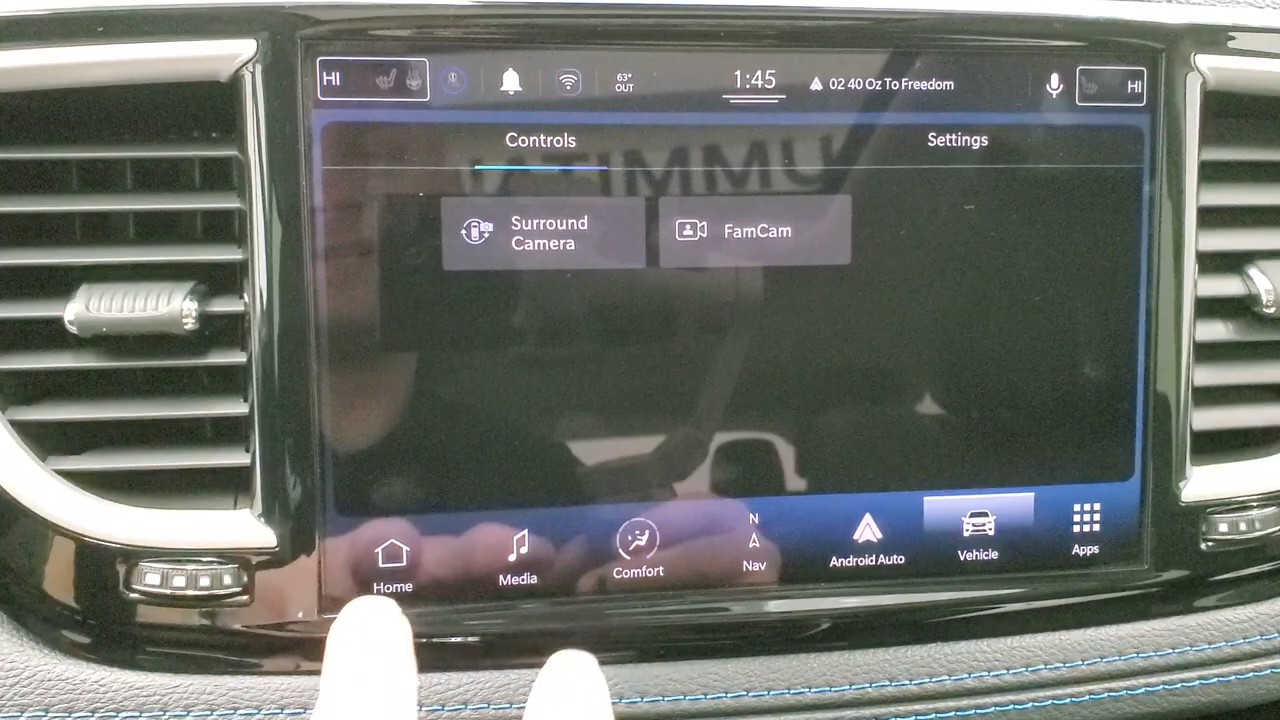 HI
63°
OUT
1:45
02 40 Oz To Freedom
HI
Controls
Settings
Surround
Camera
FamCam
Home
Media
Comfort
N
Nav
Android Auto
Vehicle
Apps